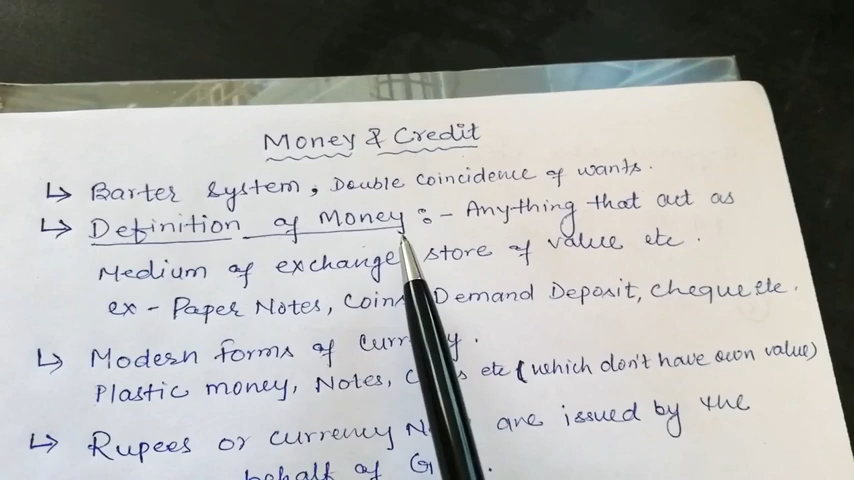 Money & Credit
↳ Barter system, Double coincidence of wants.
↳ Definition of Money :- Anything that act as
Medium of exchange store of value etc.
ex - Paper Notes, Coins Demand Deposit, cheque etc.
↳ Modern forms of
Plastic money, Notes, etc (which don't have own value)
↳ Rupees or currency are issued by the
behalf of